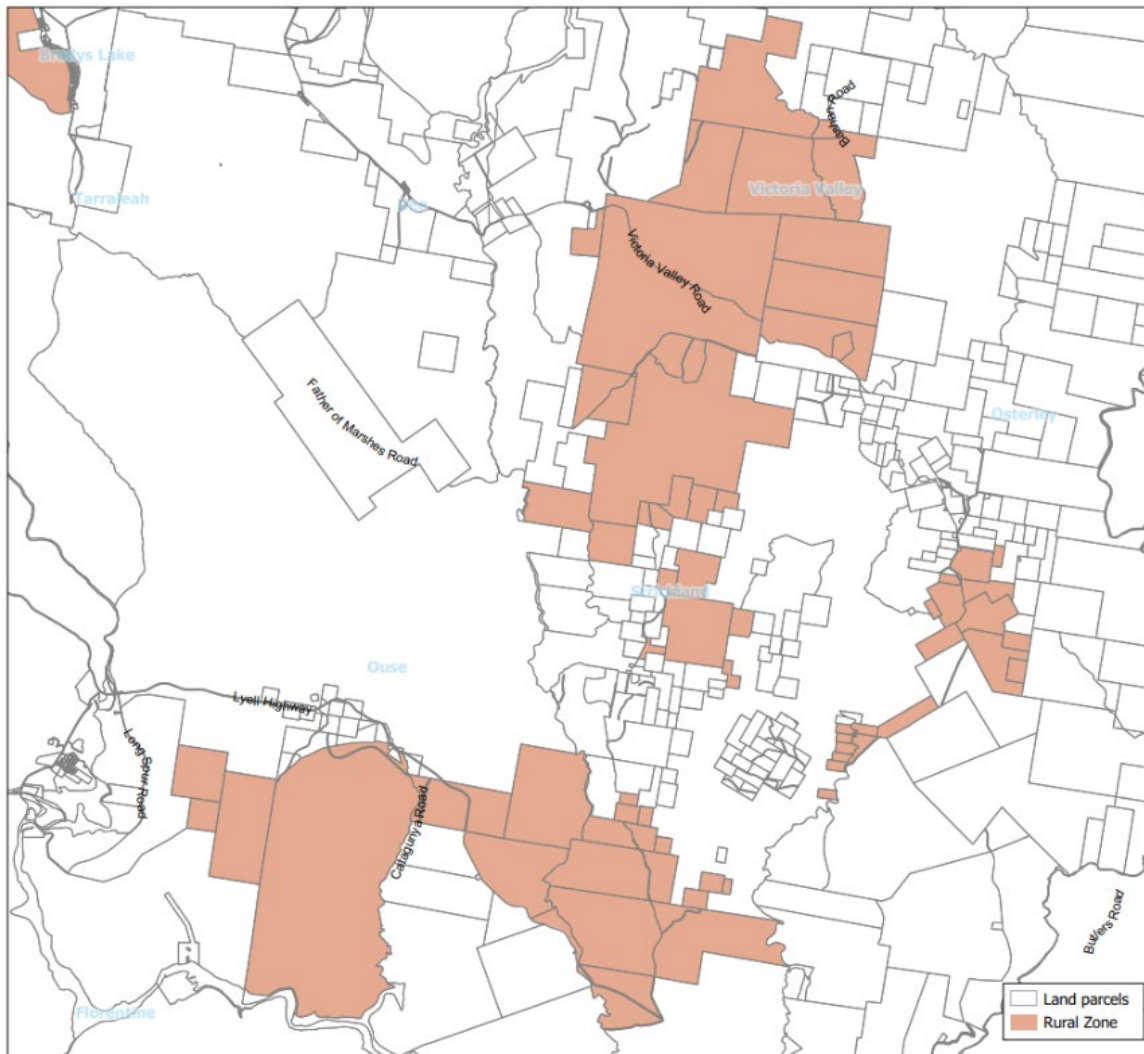 Bradys Lake
Bashan Road
Tarraleah
Victoria Valley
Dee
Victoria Valley Road
Father of Marshes Road
Osterley
Strickland
Ouse
Lyell Highway
Long Spur Road
Catagunya Road
Butlers Road
Florentine
Land parcels
Rural Zone